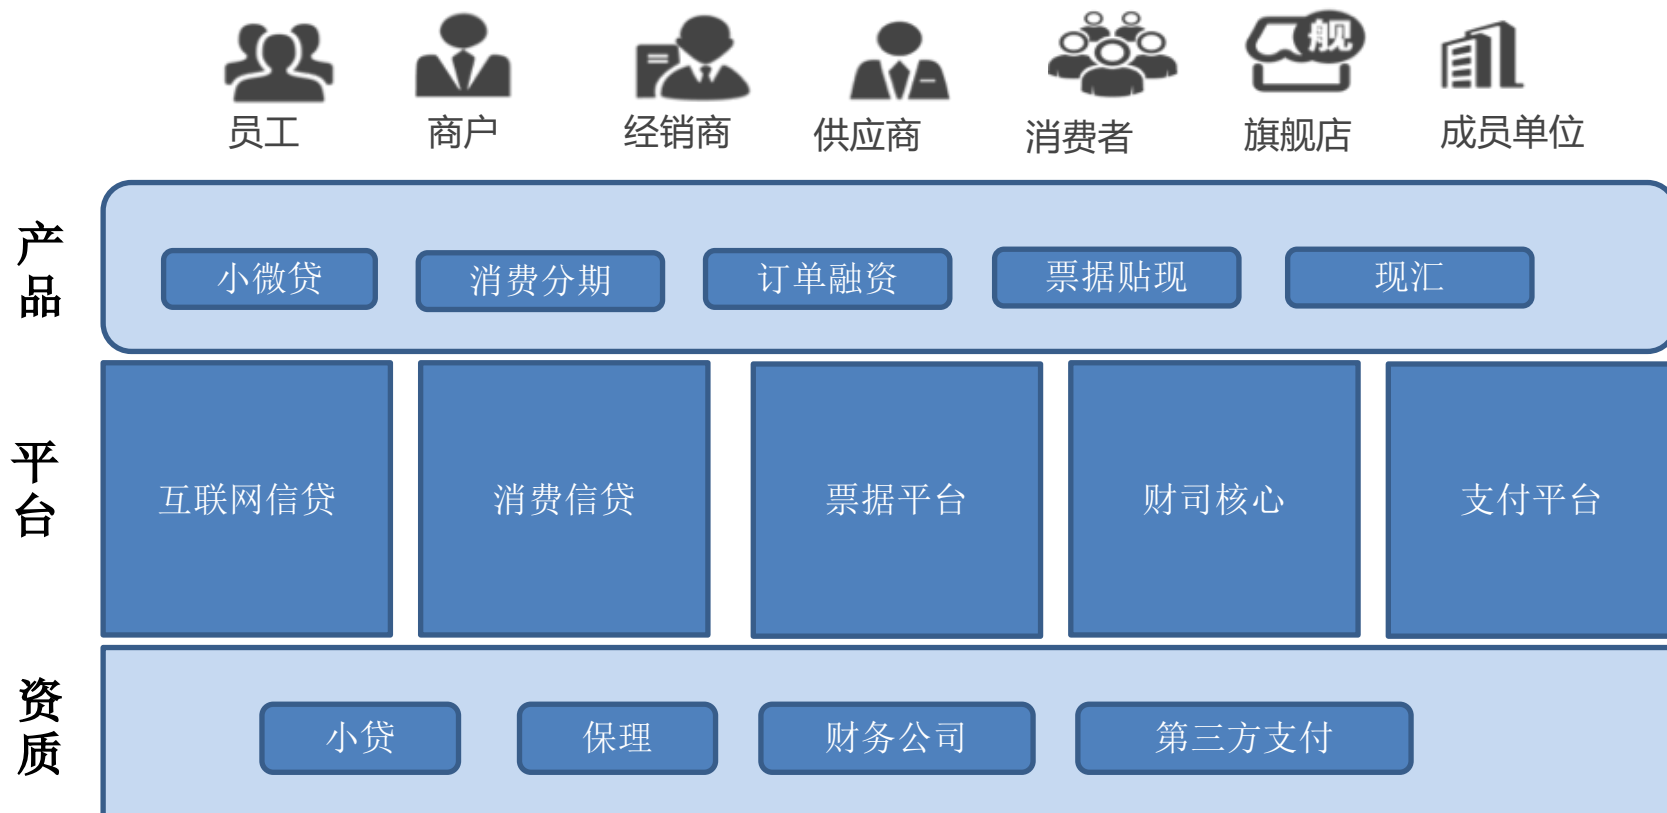 舰
员工
商户
经销商
供应商
消费者
旗舰店
成员单位
产品
小微贷
消费分期
订单融资
票据贴现
现汇
平台
互联网信贷
消费信贷
票据平台
财司核心
支付平台
资质
小贷
保理
财务公司
第三方支付